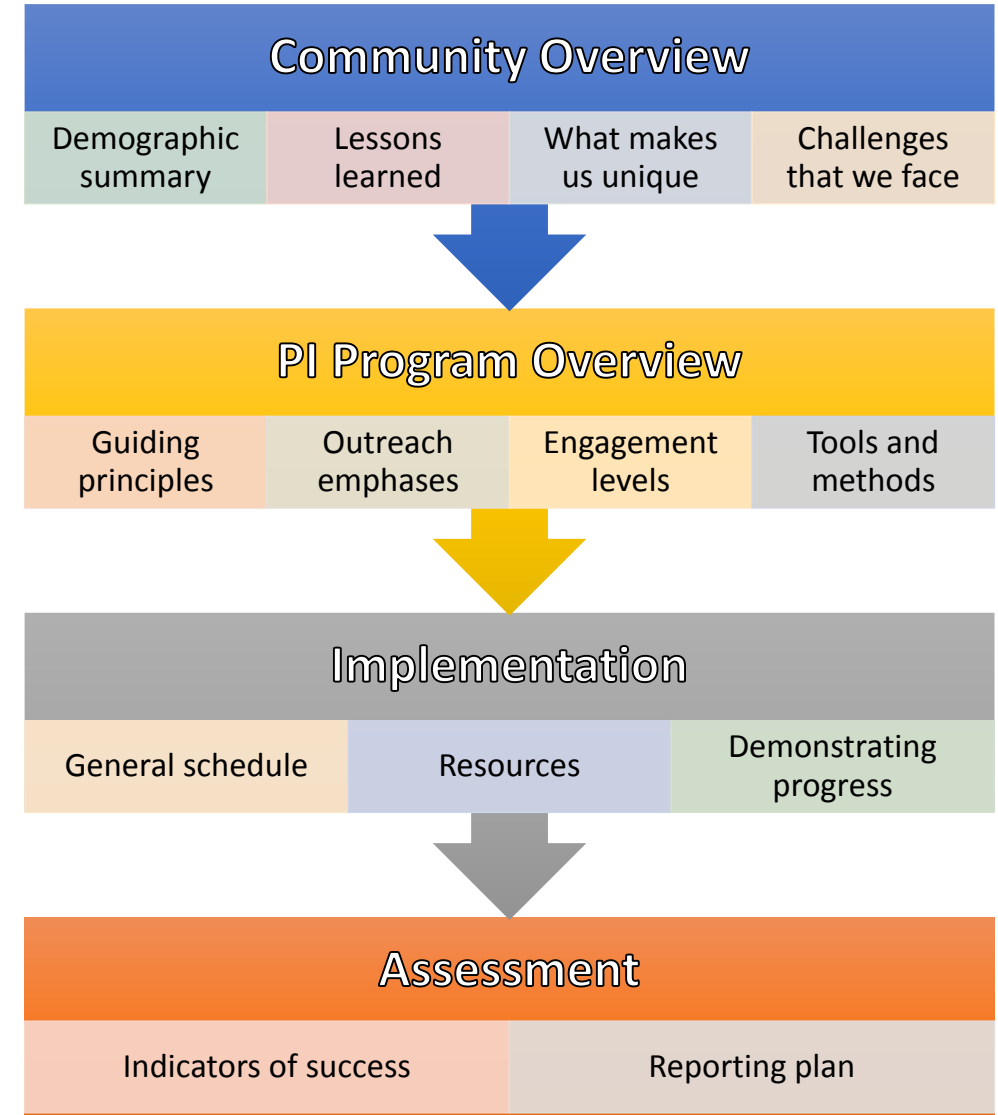 Community Overview
Demographic summary
Lessons learned
What makes us unique
Challenges that we face
PI Program Overview
Guiding principles
Outreach emphases
Engagement levels
Tools and methods
Implementation
General schedule
Resources
Demonstrating progress
Assessment
Indicators of success
Reporting plan